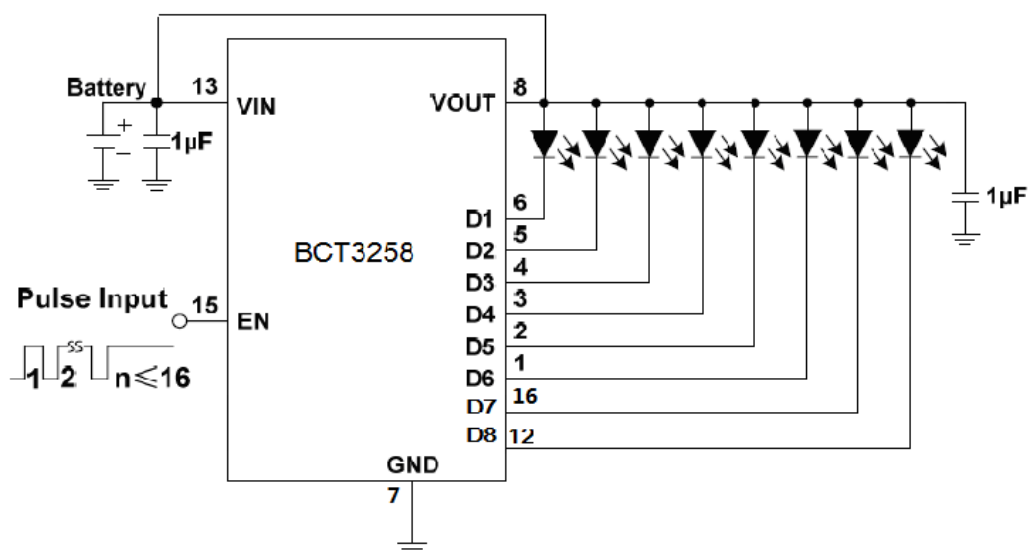 Battery
13
VIN
+
−
1µF
VOUT
8
1µF
D1
6
D2
5
BCT3258
D3
4
D4
3
Pulse Input
15
EN
D5
2
1 2 SS n≤16
D6
1
D7
16
D8
12
GND
7